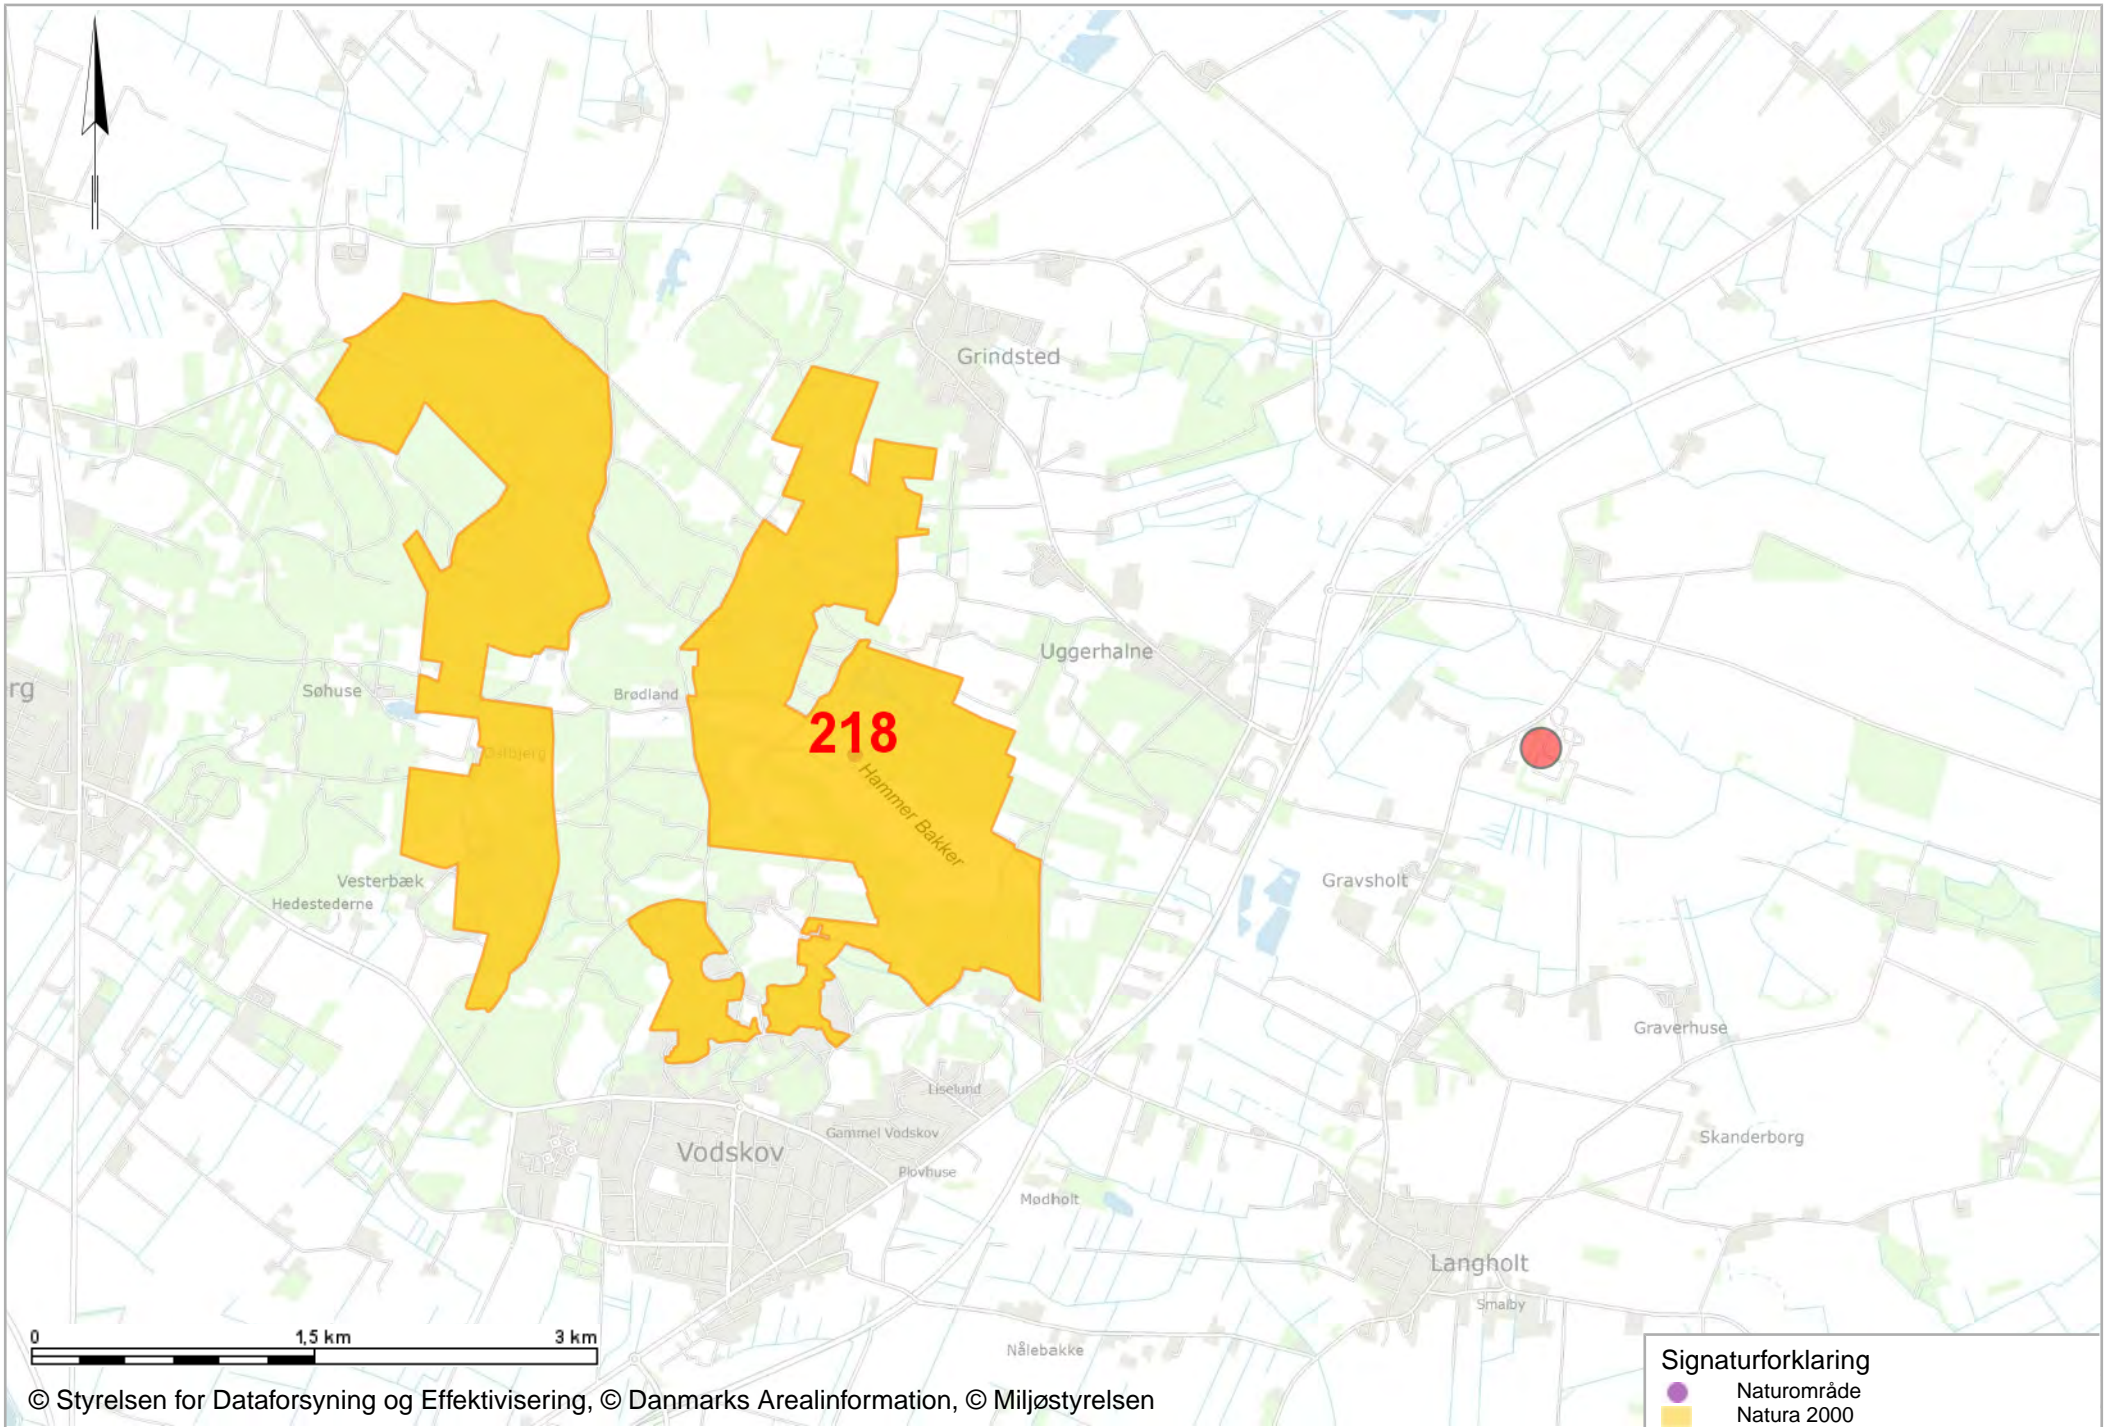 Grindsted
Uggerhalne
rg
Søhuse
Brødland
218
Hammer Bakker
Vesterbæk
Hedestederne
Gravsholt
Graverhuse
Liselund
Gammel Vodskov
Vodskov
Skanderborg
Plovhuse
Mødholt
Langholt
Smalby
Nålebakke
0 1,5 km 3 km
Signaturforklaring
Naturområde
Natura 2000
© Styrelsen for Dataforsyning og Effektivisering, © Danmarks Arealinformation, © Miljøstyrelsen